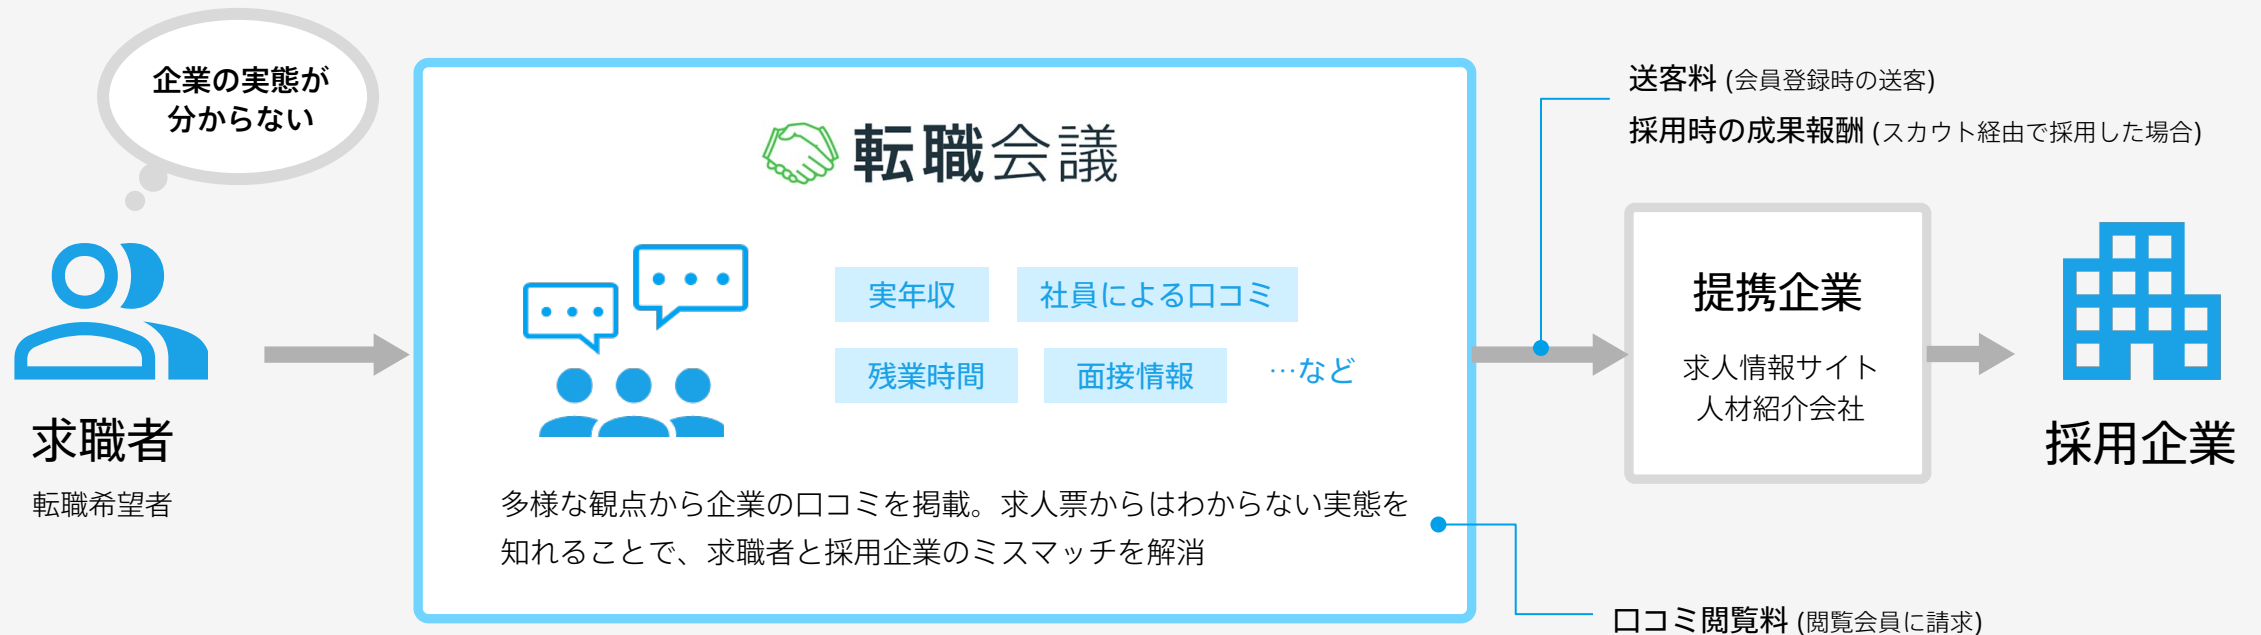 企業の実態が
分からない
求職者
転職希望者
転職会議
実年収
社員による口コミ
残業時間
面接情報
…など
多様な観点から企業の口コミを掲載。求人票からはわからない実態を
知れることで、求職者と採用企業のミスマッチを解消
送客料 (会員登録時の送客)
採用時の成果報酬 (スカウト経由で採用した場合)
提携企業
求人情報サイト
人材紹介会社
採用企業
口コミ閲覧料 (閲覧会員に請求)